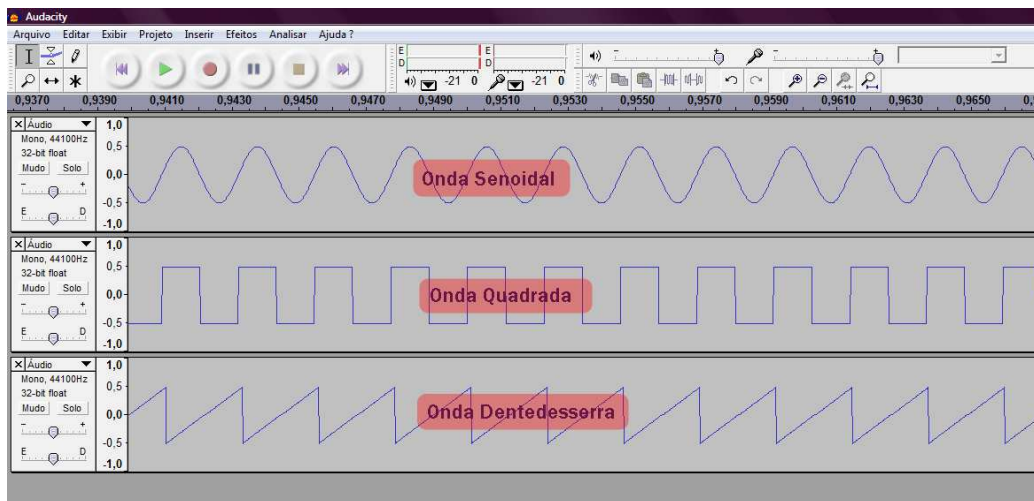 Audacity
Arquivo Editar Exibir Projeto Inserir Efeitos Analisar Ajuda ?
E E
D D
-21 0 -21 0
0,9370 0,9390 0,9410 0,9430 0,9450 0,9470 0,9490 0,9510 0,9530 0,9550 0,9570 0,9590 0,9610 0,9630 0,9650
X Áudio 1,0
Mono, 44100Hz
32-bit float 0,5
Mudo Solo
- + 0,0
-0,5
E D
-1,0
Onda Senoidal
X Áudio 1,0
Mono, 44100Hz
32-bit float 0,5
Mudo Solo
- + 0,0
-0,5
E D
-1,0
Onda Quadrada
X Áudio 1,0
Mono, 44100Hz
32-bit float 0,5
Mudo Solo
- + 0,0
-0,5
E D
-1,0
Onda Dentedesserra